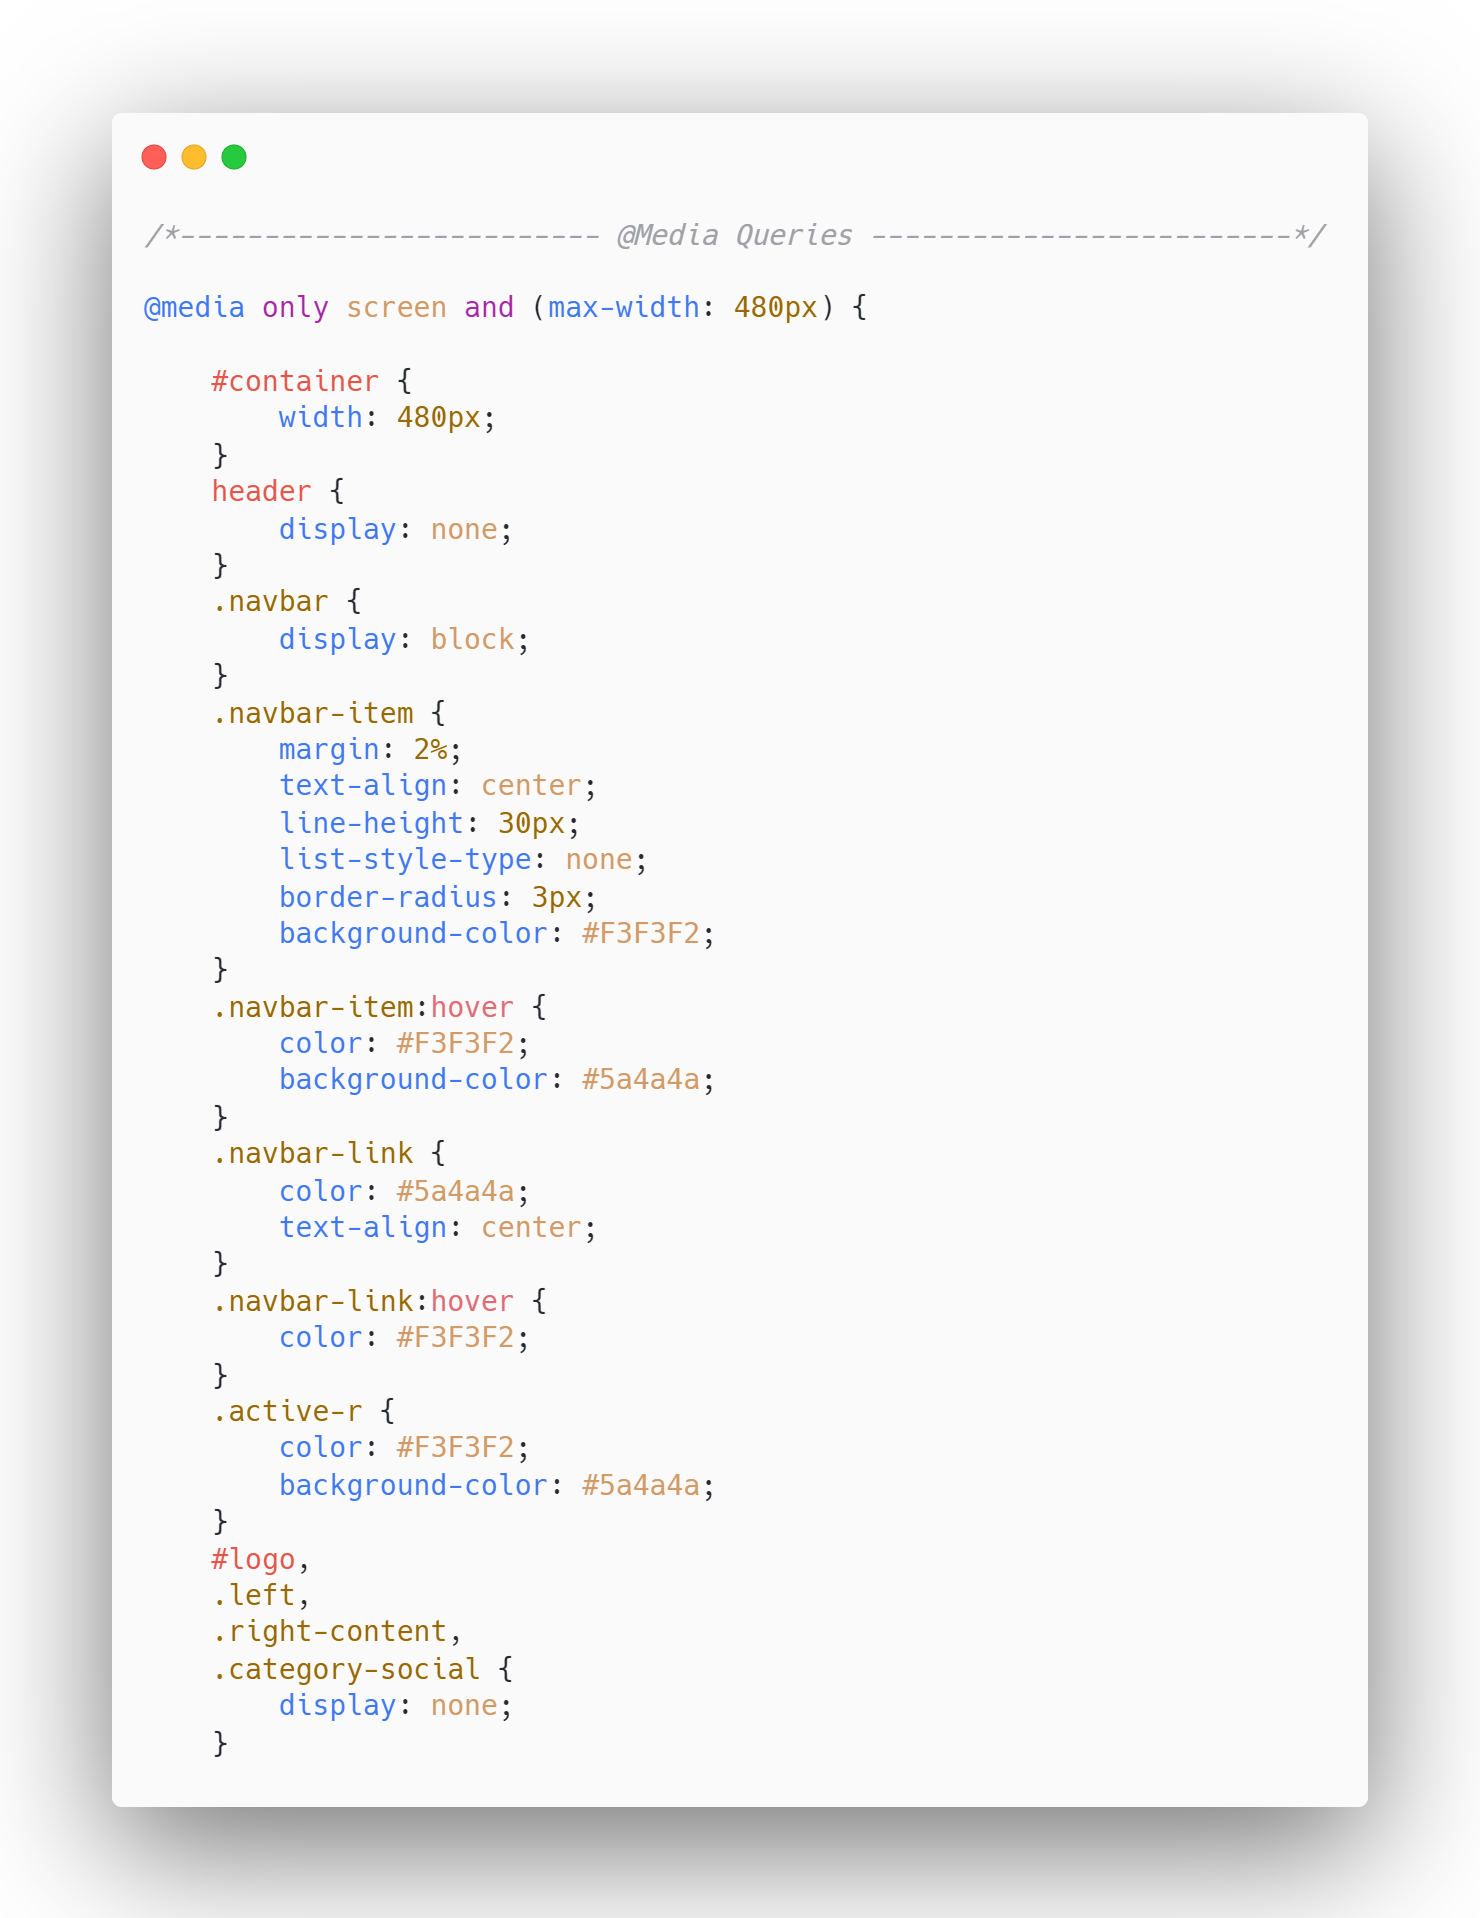 /*------------------------- @Media Queries -------------------------*/
@media only screen and (max-width: 480px) {
#container {
width: 480px;
}
header {
display: none;
}
.navbar {
display: block;
}
.navbar-item {
margin: 2%;
text-align: center;
line-height: 30px;
list-style-type: none;
border-radius: 3px;
background-color: #F3F3F2;
}
.navbar-item:hover {
color: #F3F3F2;
background-color: #5a4a4a;
}
.navbar-link {
color: #5a4a4a;
text-align: center;
}
.navbar-link:hover {
color: #F3F3F2;
}
.active-r {
color: #F3F3F2;
background-color: #5a4a4a;
}
#logo,
.left,
.right-content,
.category-social {
display: none;
}